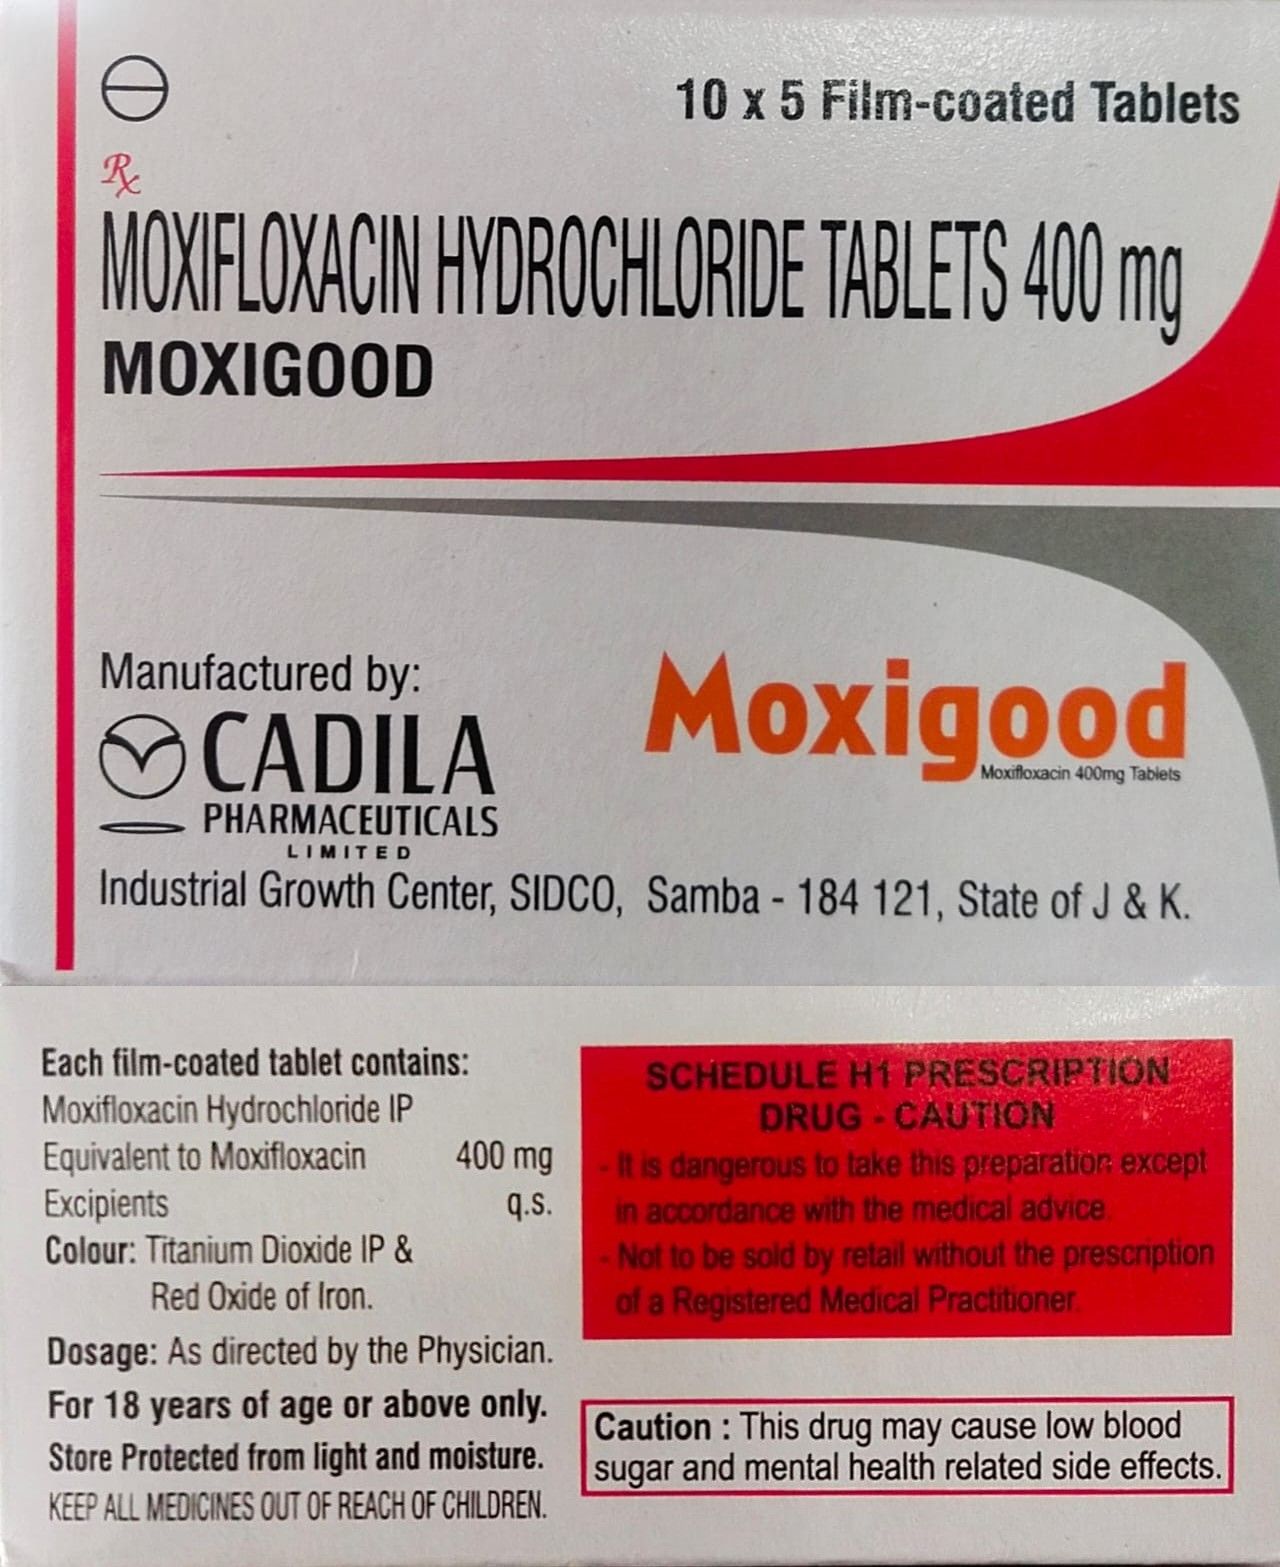 10 x 5 Film-coated Tablets
Rx
MOXIFLOXACIN HYDROCHLORIDE TABLETS 400 mg
MOXIGOOD
Manufactured by:
CADILA
PHARMACEUTICALS
LIMITED
Industrial Growth Center, SIDCO, Samba - 184 121, State of J & K.
Moxigood
Moxifloxacin 400mg Tablets
Each film-coated tablet contains:
Moxifloxacin Hydrochloride IP
Equivalent to Moxifloxacin 400 mg
Excipients q.s.
Colour: Titanium Dioxide IP &
Red Oxide of Iron.
Dosage: As directed by the Physician.
For 18 years of age or above only.
Store Protected from light and moisture.
KEEP ALL MEDICINES OUT OF REACH OF CHILDREN.
SCHEDULE H1 PRESCRIPTION
DRUG - CAUTION
- It is dangerous to take this preparation except
in accordance with the medical advice.
- Not to be sold by retail without the prescription
of a Registered Medical Practitioner.
Caution : This drug may cause low blood
sugar and mental health related side effects.